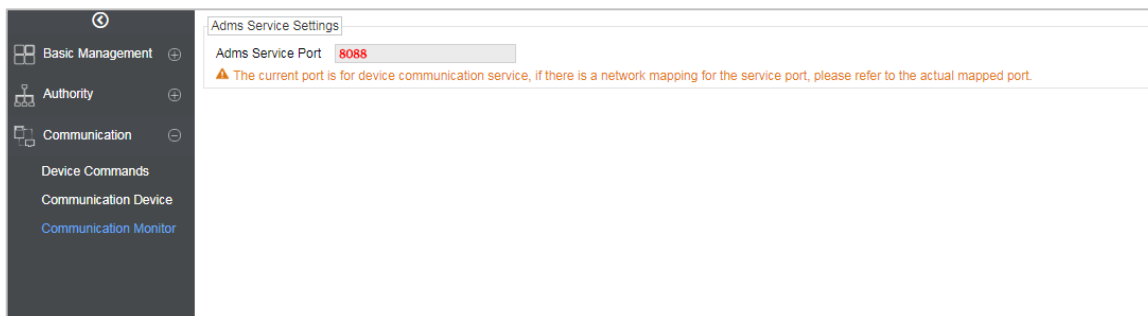 Basic Management
Authority
Communication
Device Commands
Communication Device
Communication Monitor
Adms Service Settings
Adms Service Port 8088
The current port is for device communication service, if there is a network mapping for the service port, please refer to the actual mapped port.